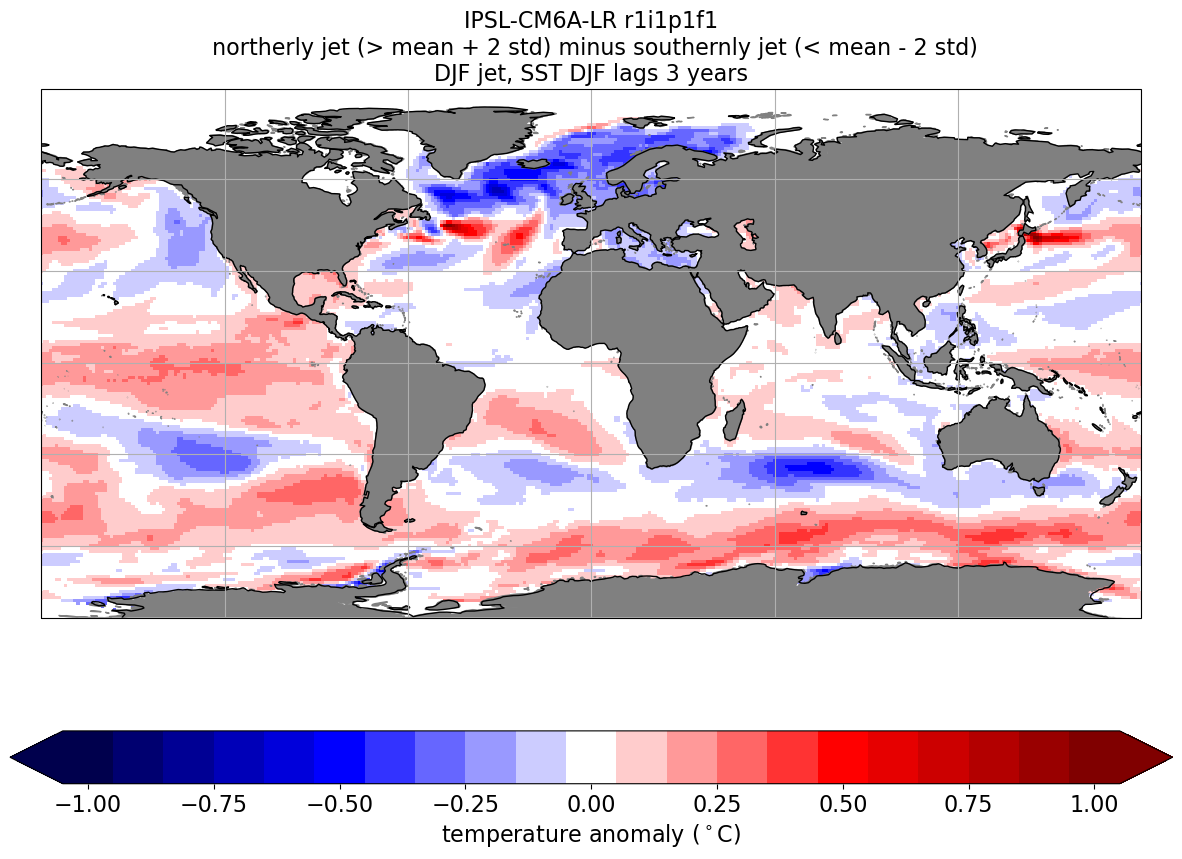 IPSL-CM6A-LR r1i1p1f1
northerly jet (> mean + 2 std) minus southernly jet (< mean - 2 std)
DJF jet, SST DJF lags 3 years
−1.00 −0.75 −0.50 −0.25 0.00 0.25 0.50 0.75 1.00
temperature anomaly (°C)